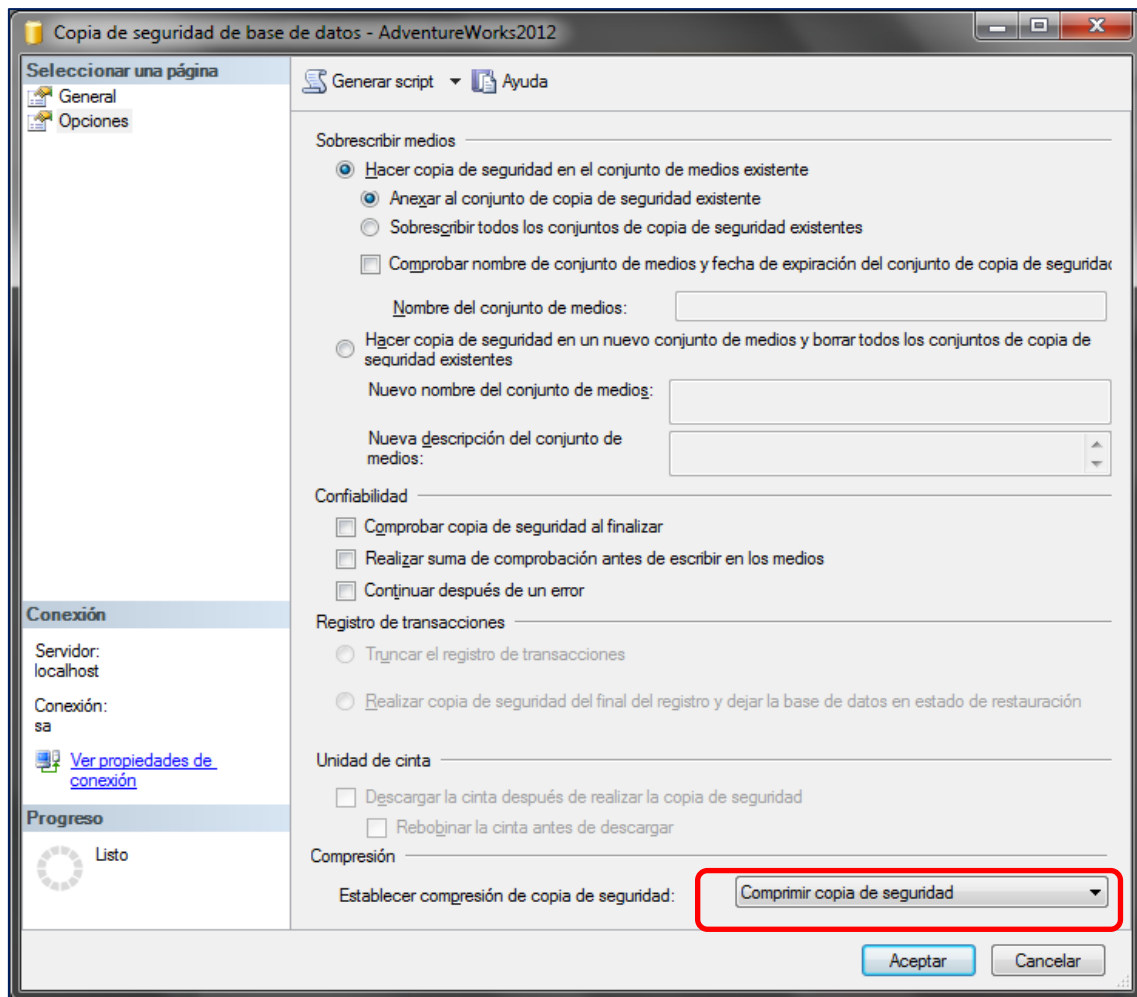 Copia de seguridad de base de datos - AdventureWorks2012
Seleccionar una página
General
Opciones
Generar script
Ayuda
Sobrescribir medios
Hacer copia de seguridad en el conjunto de medios existente
Anexar al conjunto de copia de seguridad existente
Sobrescribir todos los conjuntos de copia de seguridad existentes
Comprobar nombre de conjunto de medios y fecha de expiración del conjunto de copia de seguridad
Nombre del conjunto de medios:
Hacer copia de seguridad en un nuevo conjunto de medios y borrar todos los conjuntos de copia de
seguridad existentes
Nuevo nombre del conjunto de medios:
Nueva descripción del conjunto de
medios:
Confiabilidad
Comprobar copia de seguridad al finalizar
Realizar suma de comprobación antes de escribir en los medios
Continuar después de un error
Registro de transacciones
Truncar el registro de transacciones
Realizar copia de seguridad del final del registro y dejar la base de datos en estado de restauración
Unidad de cinta
Descargar la cinta después de realizar la copia de seguridad
Rebobinar la cinta antes de descargar
Compresión
Establecer compresión de copia de seguridad:
Comprimir copia de seguridad
Conexión
Servidor:
localhost
Conexión:
sa
Ver propiedades de
conexión
Progreso
Listo
Aceptar
Cancelar